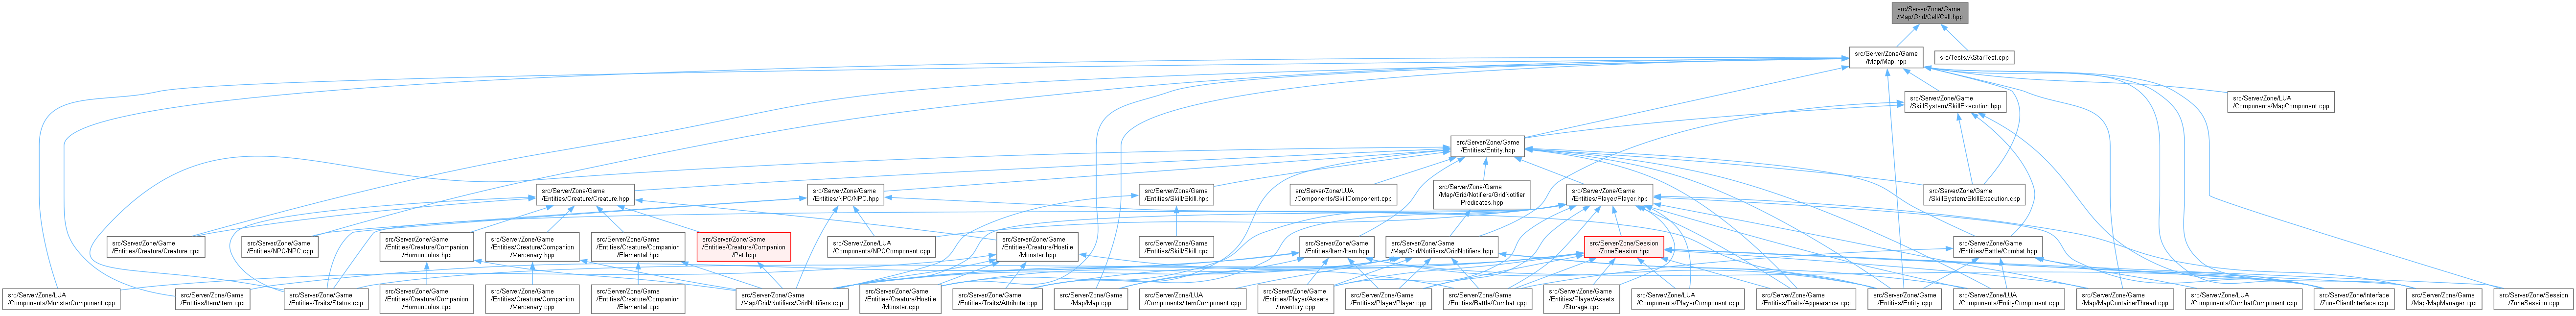 src/Server/Zone/Game
/Map/Grid/Cell/Cell.hpp
src/Server/Zone/Game
/Map/Map.hpp
src/Tests/AStarTest.cpp
src/Server/Zone/Game
/SkillSystem/SkillExecution.hpp
src/Server/Zone/LUA
/Components/MapComponent.cpp
src/Server/Zone/Game
/Entities/Entity.hpp
src/Server/Zone/Game
/Entities/Creature/Creature.hpp
src/Server/Zone/Game
/Entities/NPC/NPC.hpp
src/Server/Zone/Game
/Entities/Skill/Skill.hpp
src/Server/Zone/LUA
/Components/SkillComponent.cpp
src/Server/Zone/Game
/Map/Grid/Notifiers/GridNotifier
Predicates.hpp
src/Server/Zone/Game
/Entities/Player/Player.hpp
src/Server/Zone/Game
/SkillSystem/SkillExecution.cpp
src/Server/Zone/Game
/Entities/Creature/Creature.cpp
src/Server/Zone/Game
/Entities/NPC/NPC.cpp
src/Server/Zone/Game
/Entities/Creature/Companion
/Homunculus.hpp
src/Server/Zone/Game
/Entities/Creature/Companion
/Mercenary.hpp
src/Server/Zone/Game
/Entities/Creature/Companion
/Elemental.hpp
src/Server/Zone/Game
/Entities/Creature/Companion
/Pet.hpp
src/Server/Zone/LUA
/Components/NPCComponent.cpp
src/Server/Zone/Game
/Entities/Creature/Hostile
/Monster.hpp
src/Server/Zone/Game
/Entities/Skill/Skill.cpp
src/Server/Zone/Game
/Entities/Item/Item.hpp
src/Server/Zone/Game
/Map/Grid/Notifiers/GridNotifiers.hpp
src/Server/Zone/Session
/ZoneSession.hpp
src/Server/Zone/Game
/Entities/Battle/Combat.hpp
src/Server/Zone/LUA
/Components/MonsterComponent.cpp
src/Server/Zone/Game
/Entities/Item/Item.cpp
src/Server/Zone/Game
/Entities/Traits/Status.cpp
src/Server/Zone/Game
/Entities/Creature/Companion
/Homunculus.cpp
src/Server/Zone/Game
/Entities/Creature/Companion
/Mercenary.cpp
src/Server/Zone/Game
/Entities/Creature/Companion
/Elemental.cpp
src/Server/Zone/Game
/Map/Grid/Notifiers/GridNotifiers.cpp
src/Server/Zone/Game
/Entities/Creature/Hostile
/Monster.cpp
src/Server/Zone/Game
/Entities/Traits/Attribute.cpp
src/Server/Zone/Game
/Map/Map.cpp
src/Server/Zone/LUA
/Components/ItemComponent.cpp
src/Server/Zone/Game
/Entities/Player/Assets
/Inventory.cpp
src/Server/Zone/Game
/Entities/Player/Player.cpp
src/Server/Zone/Game
/Entities/Battle/Combat.cpp
src/Server/Zone/Game
/Entities/Player/Assets
/Storage.cpp
src/Server/Zone/LUA
/Components/PlayerComponent.cpp
src/Server/Zone/Game
/Entities/Traits/Appearance.cpp
src/Server/Zone/Game
/Entities/Entity.cpp
src/Server/Zone/LUA
/Components/EntityComponent.cpp
src/Server/Zone/Game
/Map/MapContainerThread.cpp
src/Server/Zone/LUA
/Components/CombatComponent.cpp
src/Server/Zone/Interface
/ZoneClientInterface.cpp
src/Server/Zone/Game
/Map/MapManager.cpp
src/Server/Zone/Session
/ZoneSession.cpp